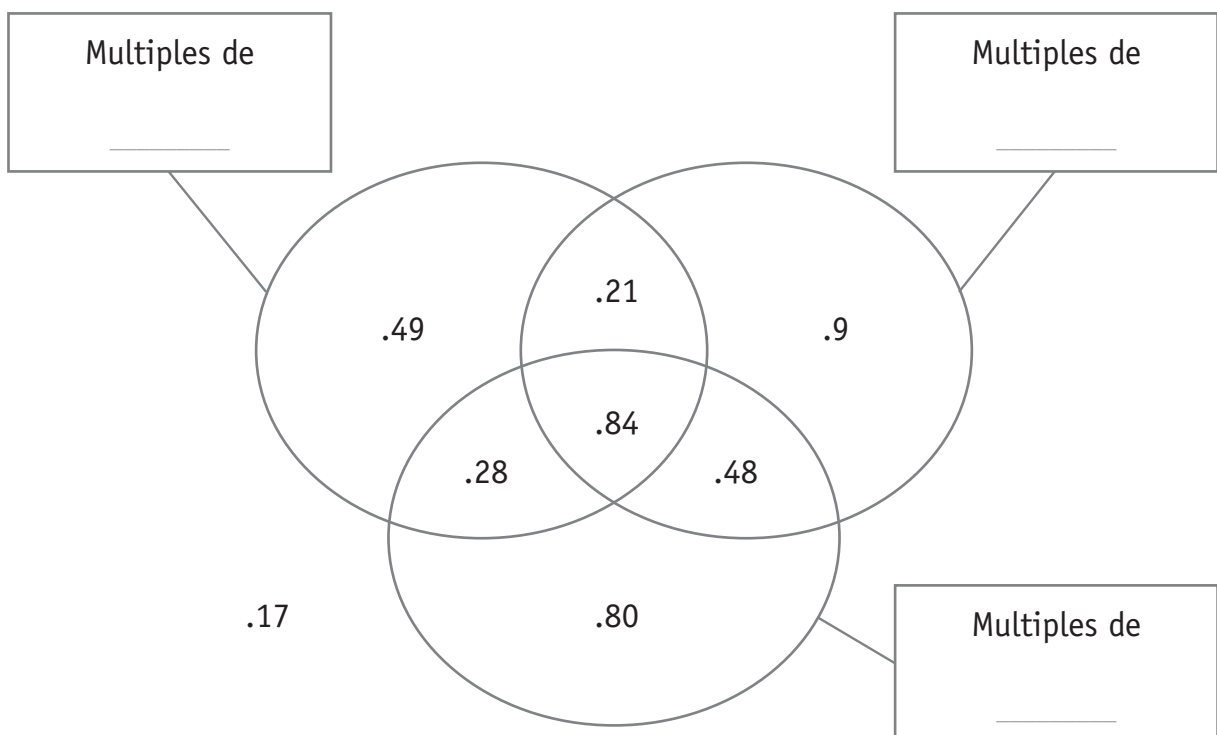 Multiples de
Multiples de
.21
.49
.9
.84
.28
.48
.17
.80
Multiples de